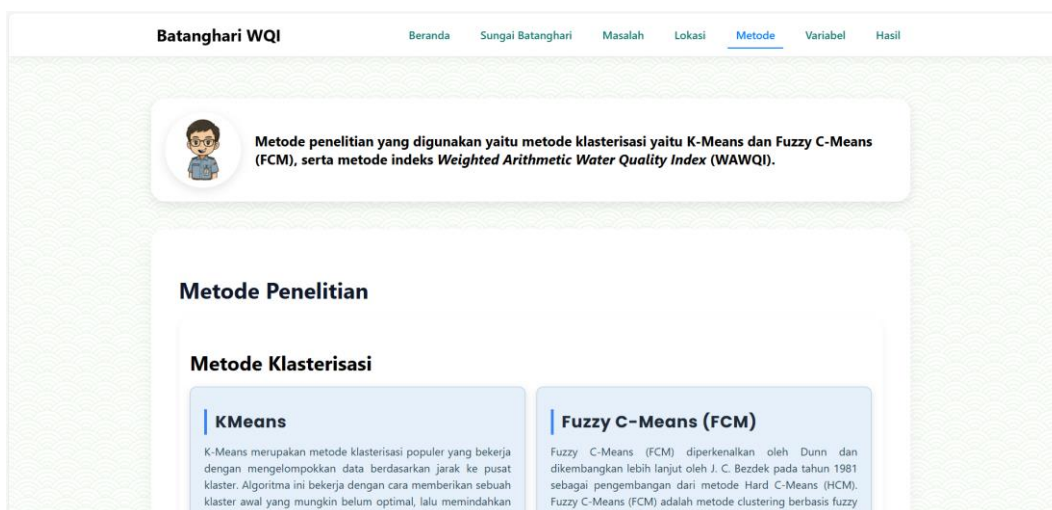 Batanghari WQI
Beranda Sungai Batanghari Masalah Lokasi Metode Variabel Hasil
Metode penelitian yang digunakan yaitu metode klasterisasi yaitu K-Means dan Fuzzy C-Means
(FCM), serta metode indeks Weighted Arithmetic Water Quality Index (WAWQI).
Metode Penelitian
Metode Klasterisasi
KMeans
K-Means merupakan metode klasterisasi populer yang bekerja
dengan mengelompokkan data berdasarkan jarak ke pusat
klaster. Algoritma ini bekerja dengan cara memberikan sebuah
klaster awal yang mungkin belum optimal, lalu memindahkan
Fuzzy C-Means (FCM)
Fuzzy C-Means (FCM) diperkenalkan oleh Dunn dan
dikembangkan lebih lanjut oleh J. C. Bezdek pada tahun 1981
sebagai pengembangan dari metode Hard C-Means (HCM).
Fuzzy C-Means (FCM) adalah metode clustering berbasis fuzzy